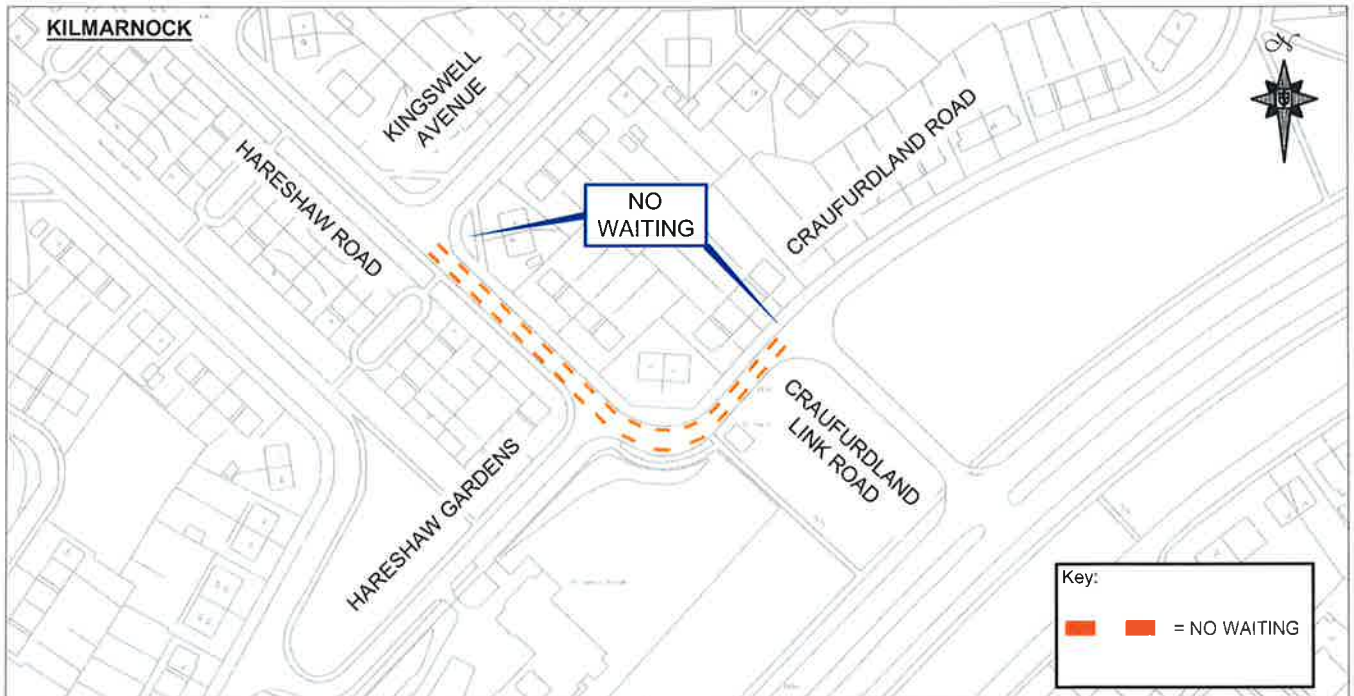 KILMARNOCK
KINGSWELL
AVENUE
HARESHAW ROAD
NO
WAITING
CRAUFURDLAND ROAD
N
CRAUFURDLAND
LINK ROAD
HARESHAW GARDENS
Key:
= NO WAITING